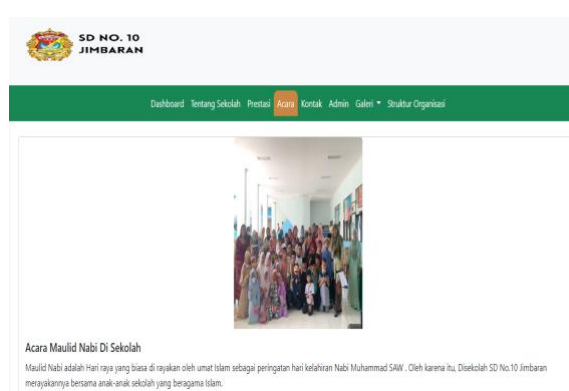 SD NO. 10
JIMBARAN
Dashboard Tentang Sekolah Prestasi Acara Kontak Admin Galeri Struktur Organisasi
Acara Maulid Nabi Di Sekolah
Maulid Nabi adalah Hari raya yang biasa di rayakan oleh umat Islam sebagai peringatan hari kelahiran Nabi Muhammad SAW . Oleh karena itu, Disekolah SD No.10 Jimbaran
merayakannya bersama anak-anak sekolah yang beragama Islam.